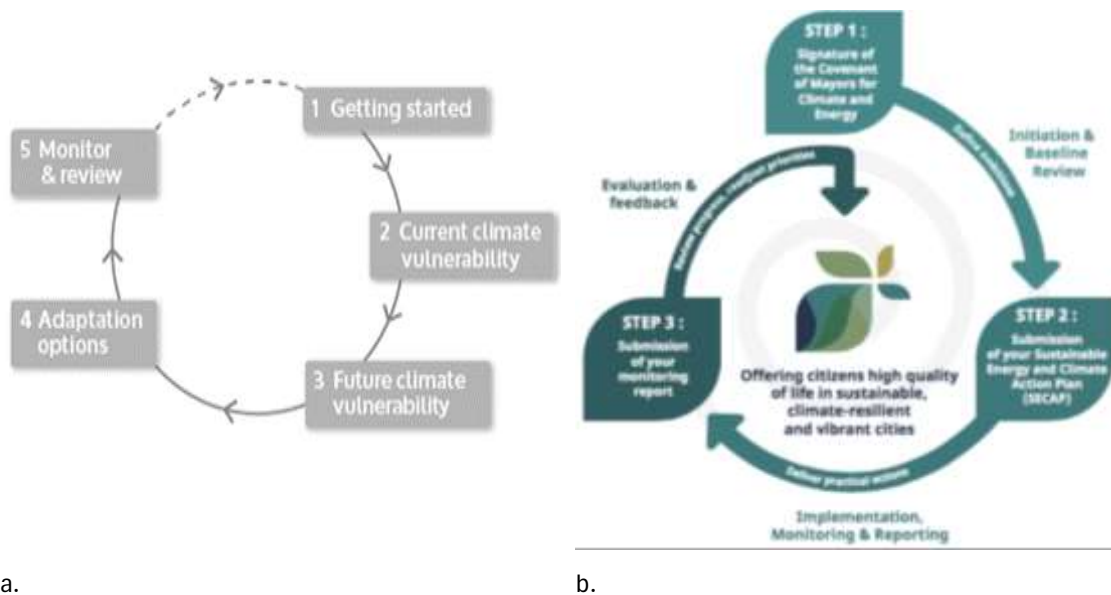 1 Getting started
2 Current climate
vulnerability
3 Future climate
vulnerability
4 Adaptation
options
5 Monitor
& review
a.
STEP 1 :
Signature of
the Covenant
of Mayors for
Climate and
Energy
Initiation &
Baseline
Review
STEP 2 :
Submission
of your Sustainable
Energy and Climate
Action Plan
(SECAP)
Deliver practical actions
Implementation,
Monitoring & Reporting
STEP 3 :
Submission
of your
monitoring
report
Evaluation &
feedback
Offering citizens high quality
of life in sustainable,
climate-resilient
and vibrant cities
b.